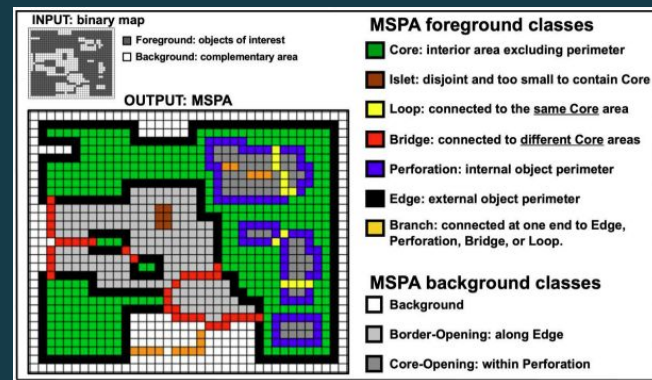 INPUT: binary map
Foreground: objects of interest
Background: complementary area
OUTPUT: MSPA
MSPA foreground classes
Core: interior area excluding perimeter
Islet: disjoint and too small to contain Core
Loop: connected to the same Core area
Bridge: connected to different Core areas
Perforation: internal object perimeter
Edge: external object perimeter
Branch: connected at one end to Edge,
Perforation, Bridge, or Loop.
MSPA background classes
Background
Border-Opening: along Edge
Core-Opening: within Perforation